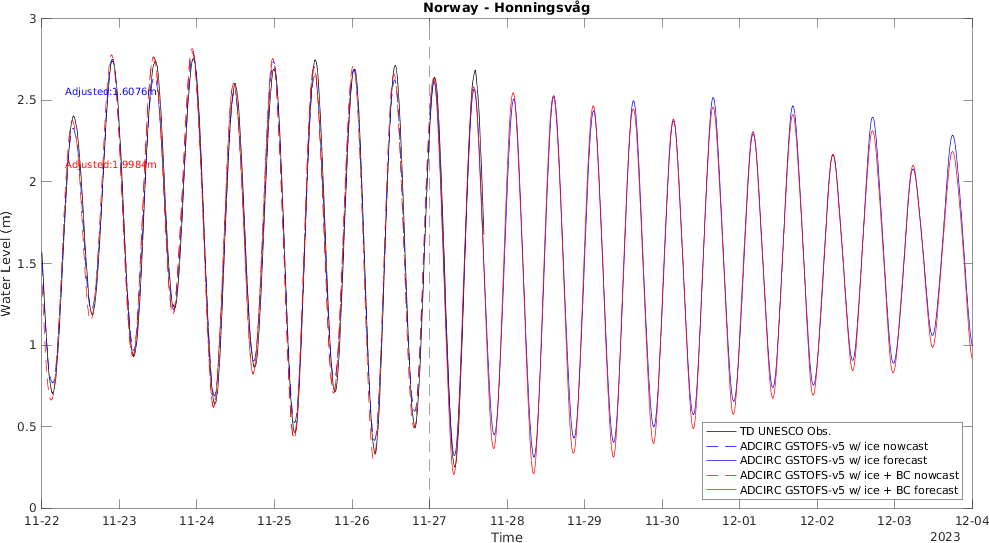 Norway - Honningsvåg
3
2.5
2
1.5
1
0.5
0
Water Level (m)
Adjusted:1.6076m
Adjusted:1.9984m
TD UNESCO Obs.
ADCIRC GSTOFS-v5 w/ ice nowcast
ADCIRC GSTOFS-v5 w/ ice forecast
ADCIRC GSTOFS-v5 w/ ice + BC nowcast
ADCIRC GSTOFS-v5 w/ ice + BC forecast
11-22 11-23 11-24 11-25 11-26 11-27 11-28 11-29 11-30 12-01 12-02 12-03 12-04
Time
2023